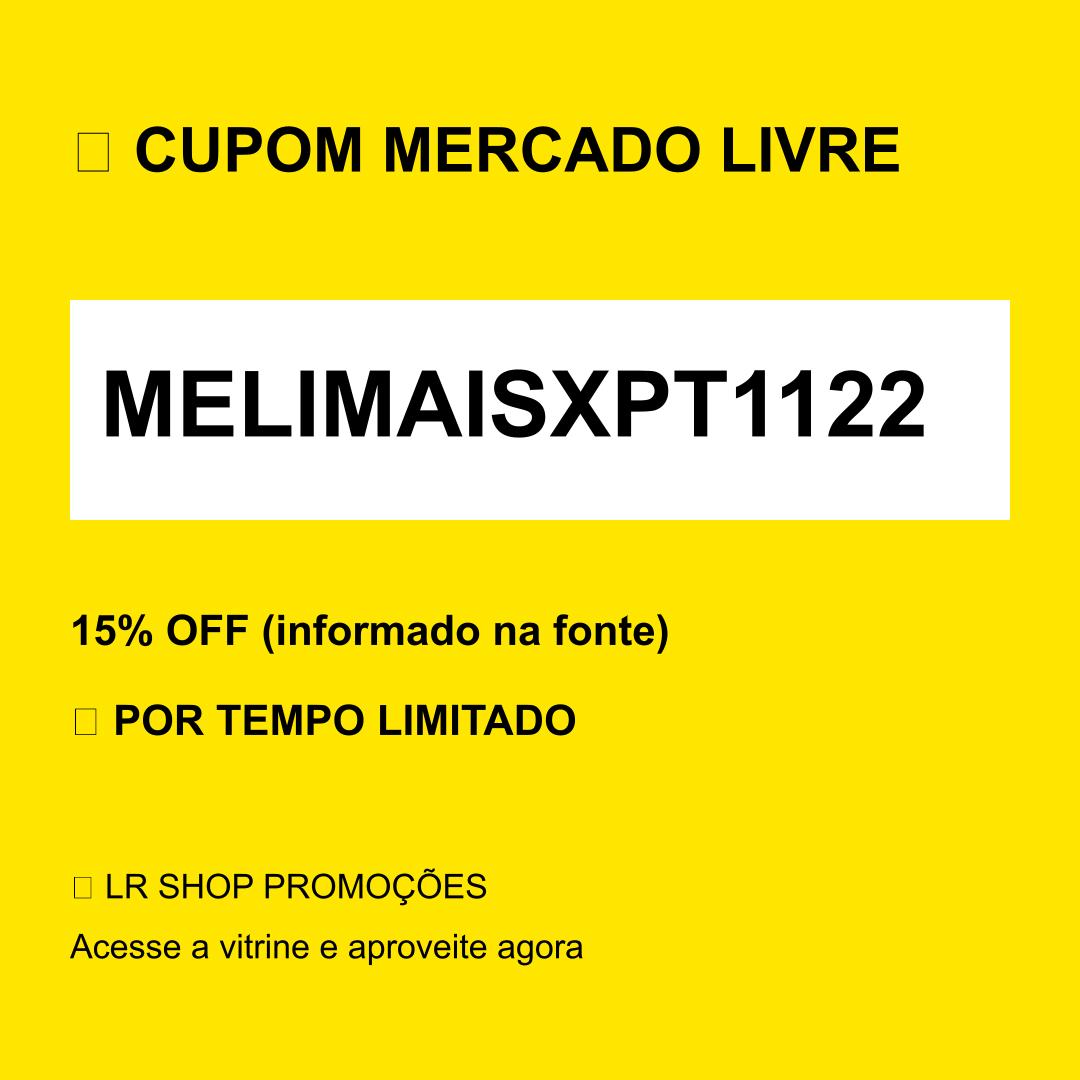 CUPOM MERCADO LIVRE
MELIMAISXPT1122
15% OFF (informado na fonte)
POR TEMPO LIMITADO
LR SHOP PROMOÇÕES
Acesse a vitrine e aproveite agora